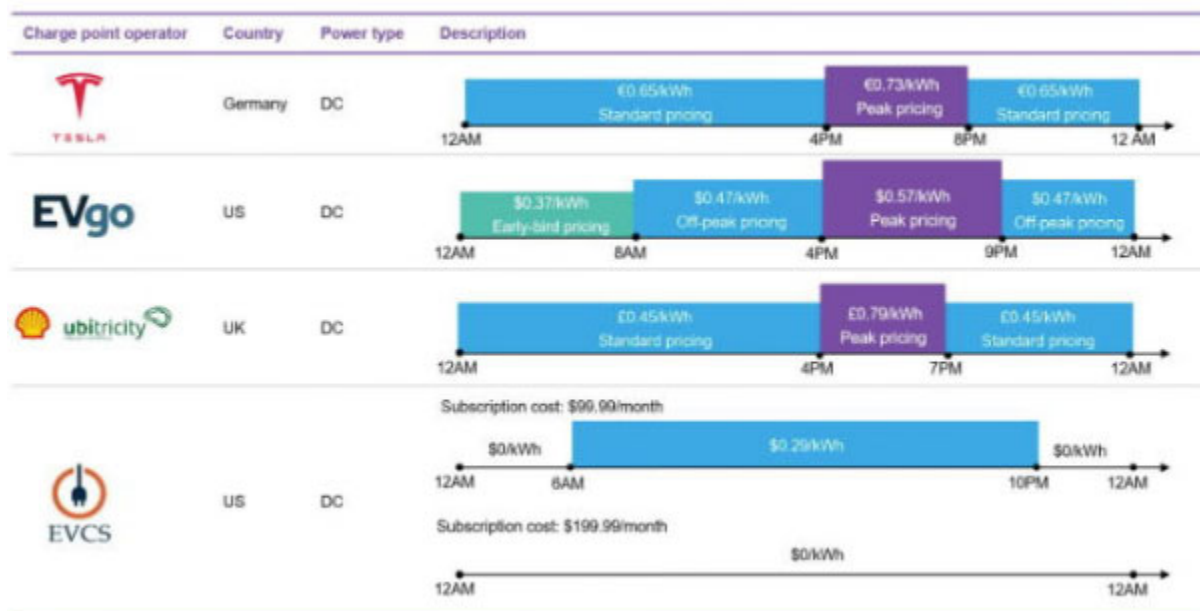 Charge point operator Country Power type Description
TESLA Germany DC
€0.65/kWh €0.73/kWh €0.65/kWh
Standard pricing Peak pricing Standard pricing
12AM 4PM 8PM 12 AM
EVgo US DC
$0.37/kWh $0.47/kWh $0.57/kWh $0.47/kWh
Early-bird pricing Off-peak pricing Peak pricing Off-peak pricing
12AM 8AM 4PM 9PM 12AM
ubitricity UK DC
£0.45/kWh £0.79/kWh £0.45/kWh
Standard pricing Peak pricing Standard pricing
12AM 4PM 7PM 12AM
Subscription cost: $99.99/month
$0/kWh $0.29/kWh $0/kWh
12AM 6AM 10PM 12AM
EVCS US DC
Subscription cost: $199.99/month
$0/kWh
12AM 12AM